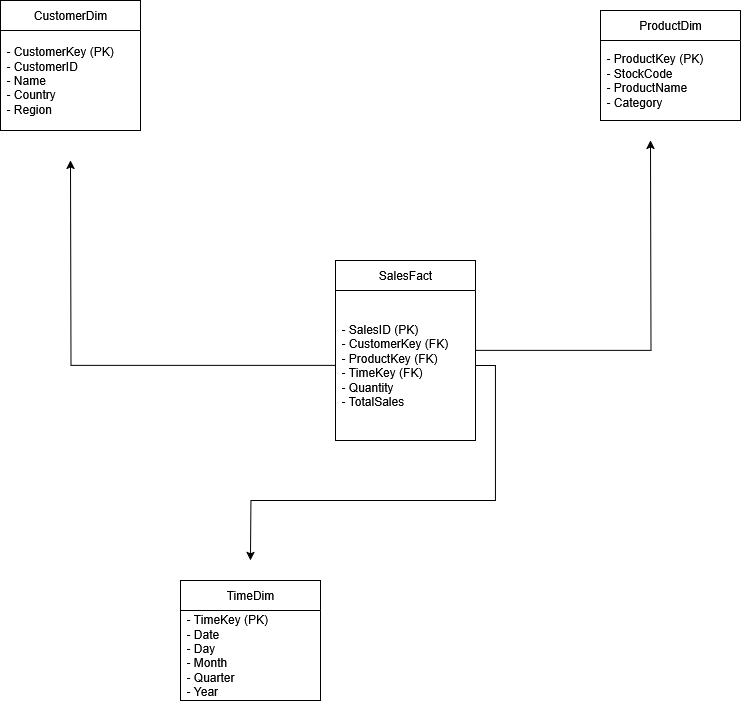 CustomerDim
- CustomerKey (PK)
- CustomerID
- Name
- Country
- Region
ProductDim
- ProductKey (PK)
- StockCode
- ProductName
- Category
SalesFact
- SalesID (PK)
- CustomerKey (FK)
- ProductKey (FK)
- TimeKey (FK)
- Quantity
- TotalSales
TimeDim
- TimeKey (PK)
- Date
- Day
- Month
- Quarter
- Year